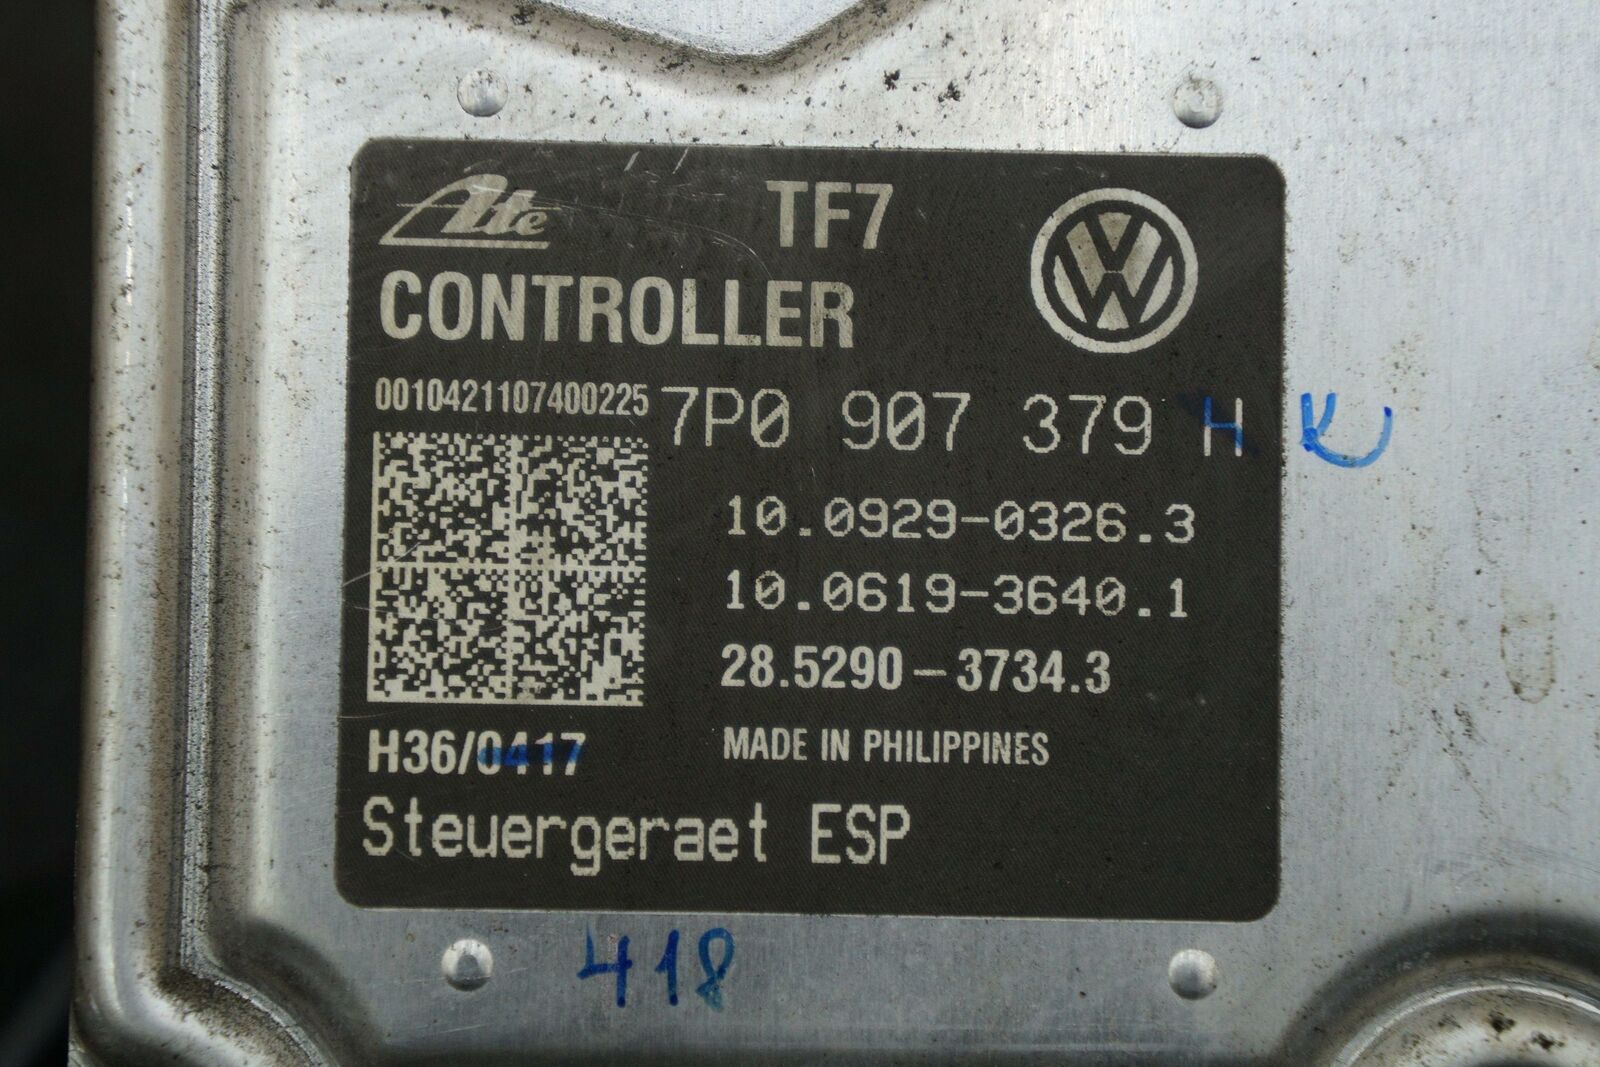 Ate TF7
CONTROLLER
0010421107400225 7P0 907 379 H
10.0929-0326.3
10.0619-3640.1
28.5290-3734.3
H36/0417 MADE IN PHILIPPINES
Steuergeraet ESP
418